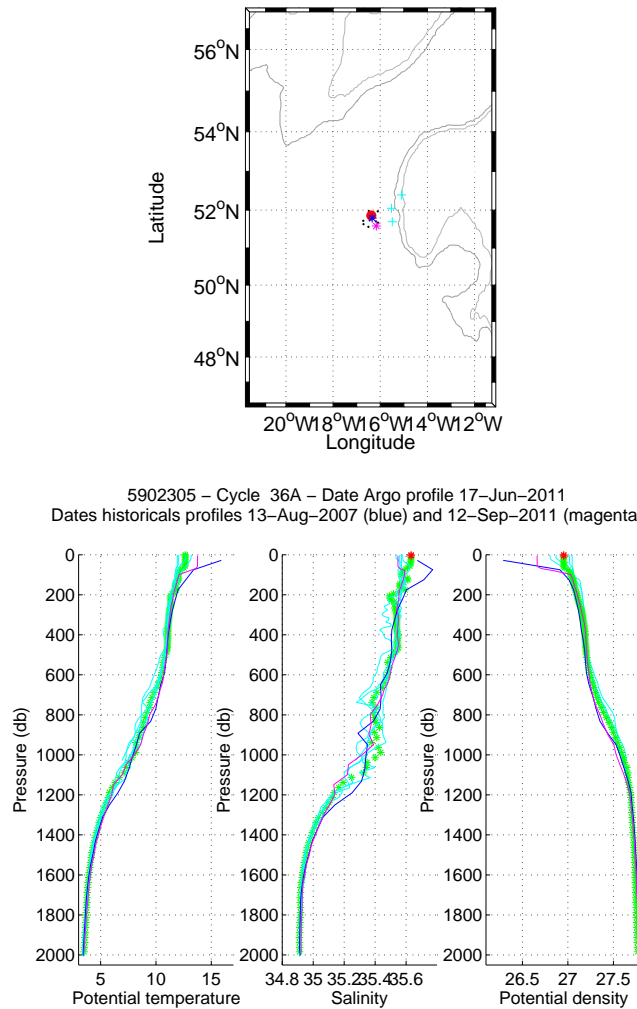 56°N
54°N
52°N
50°N
48°N
Latitude
20°W 18°W 16°W 14°W 12°W
Longitude
5902305 − Cycle 36A − Date Argo profile 17−Jun−2011
Dates historicals profiles 13−Aug−2007 (blue) and 12−Sep−2011 (magenta
0
200
400
600
800
1000
1200
1400
1600
1800
2000
Pressure (db)
5 10 15
Potential temperature
0
200
400
600
800
1000
1200
1400
1600
1800
2000
Pressure (db)
34.8 35 35.2 35.4 35.6
Salinity
0
200
400
600
800
1000
1200
1400
1600
1800
2000
Pressure (db)
26.5 27 27.5
Potential density